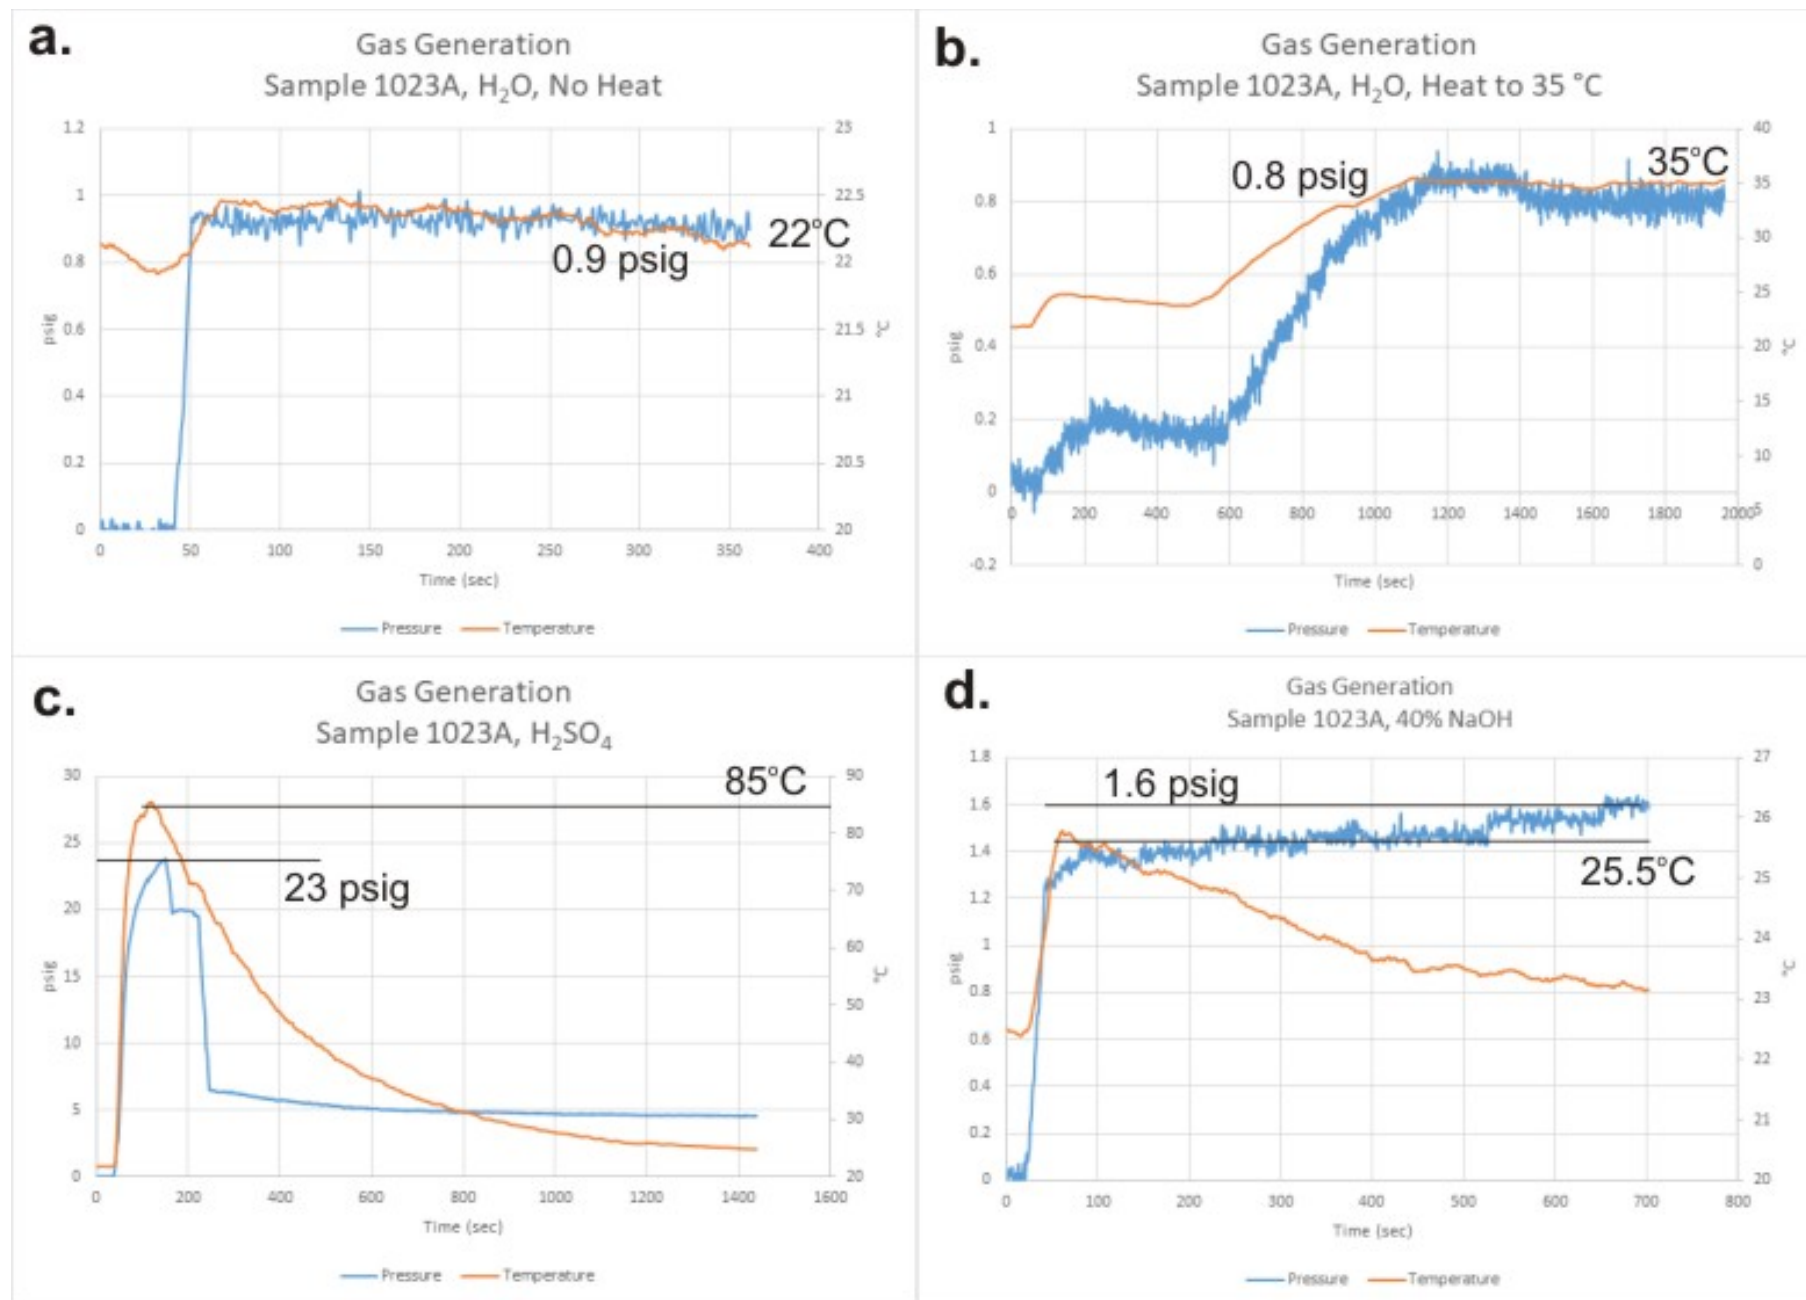 a.
Gas Generation
Sample 1023A, H₂O, No Heat
1.2
1
0.8
0.6
0.4
0.2
0
psig
23
22.5
22
21.5
21
20.5
20
°C
22°C
0.9 psig
0 50 100 150 200 250 300 350 400
Time (sec)
Pressure Temperature
b.
Gas Generation
Sample 1023A, H₂O, Heat to 35 °C
1
0.8
0.6
0.4
0.2
0
-0.2
psig
40
35
30
25
20
15
10
5
0
°C
0.8 psig
35°C
0 200 400 600 800 1000 1200 1400 1600 1800 2000
Time (sec)
Pressure Temperature
c.
Gas Generation
Sample 1023A, H₂SO₄
30
25
20
15
10
5
0
psig
90
80
70
60
50
40
30
20
°C
85°C
23 psig
0 200 400 600 800 1000 1200 1400 1600
Time (sec)
Pressure Temperature
d.
Gas Generation
Sample 1023A, 40% NaOH
1.8
1.6
1.4
1.2
1
0.8
0.6
0.4
0.2
0
psig
27
26
25
24
23
22
21
20
°C
1.6 psig
25.5°C
0 100 200 300 400 500 600 700 800
Time (sec)
Pressure Temperature